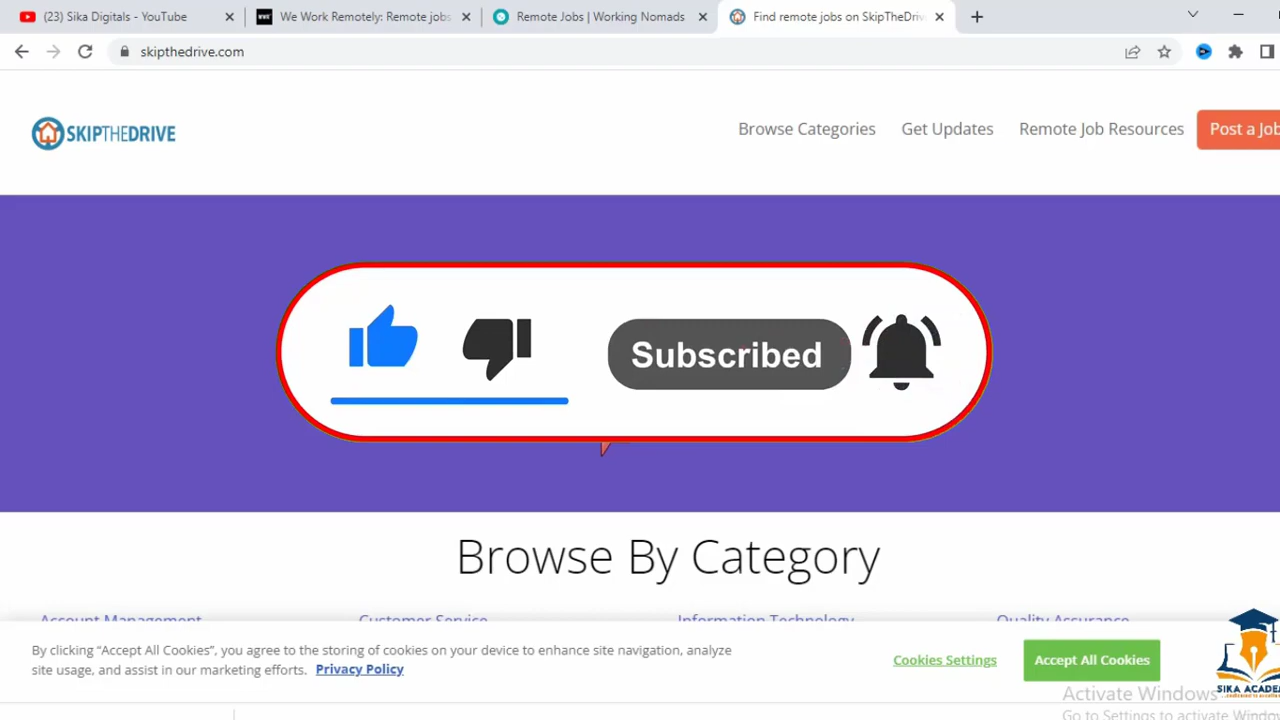 (23) Sika Digitals - YouTube
We Work Remotely: Remote jobs
Remote Jobs | Working Nomads
Find remote jobs on SkipTheDriv
skipthedrive.com
SKIPTHEDRIVE
Browse Categories
Get Updates
Remote Job Resources
Post a Job
Subscribed
Browse By Category
Account Management
Customer Service
Information Technology
Quality Assurance
By clicking “Accept All Cookies”, you agree to the storing of cookies on your device to enhance site navigation, analyze
site usage, and assist in our marketing efforts. Privacy Policy
Cookies Settings
Accept All Cookies
SIKA ACADE
Activate Windows
Go to Settings to activate Windo